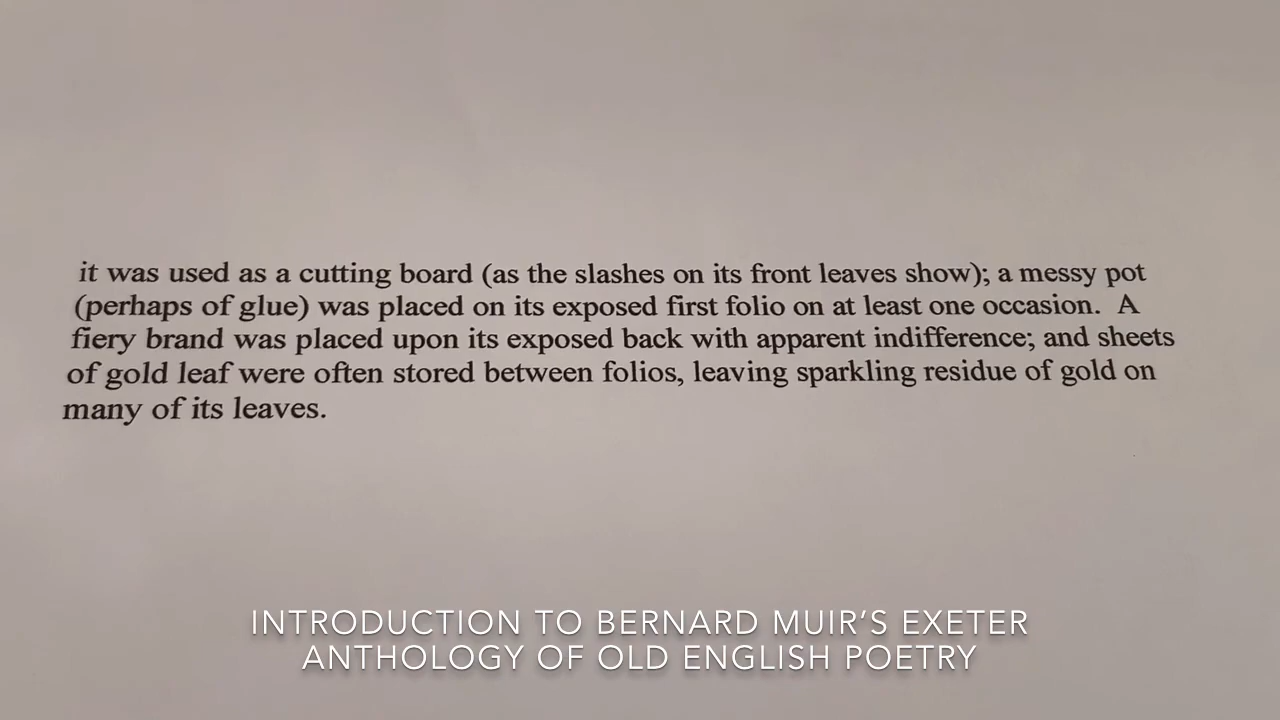 it was used as a cutting board (as the slashes on its front leaves show); a messy pot
(perhaps of glue) was placed on its exposed first folio on at least one occasion. A
fiery brand was placed upon its exposed back with apparent indifference; and sheets
of gold leaf were often stored between folios, leaving sparkling residue of gold on
many of its leaves.
INTRODUCTION TO BERNARD MUIR’S EXETER
ANTHOLOGY OF OLD ENGLISH POETRY